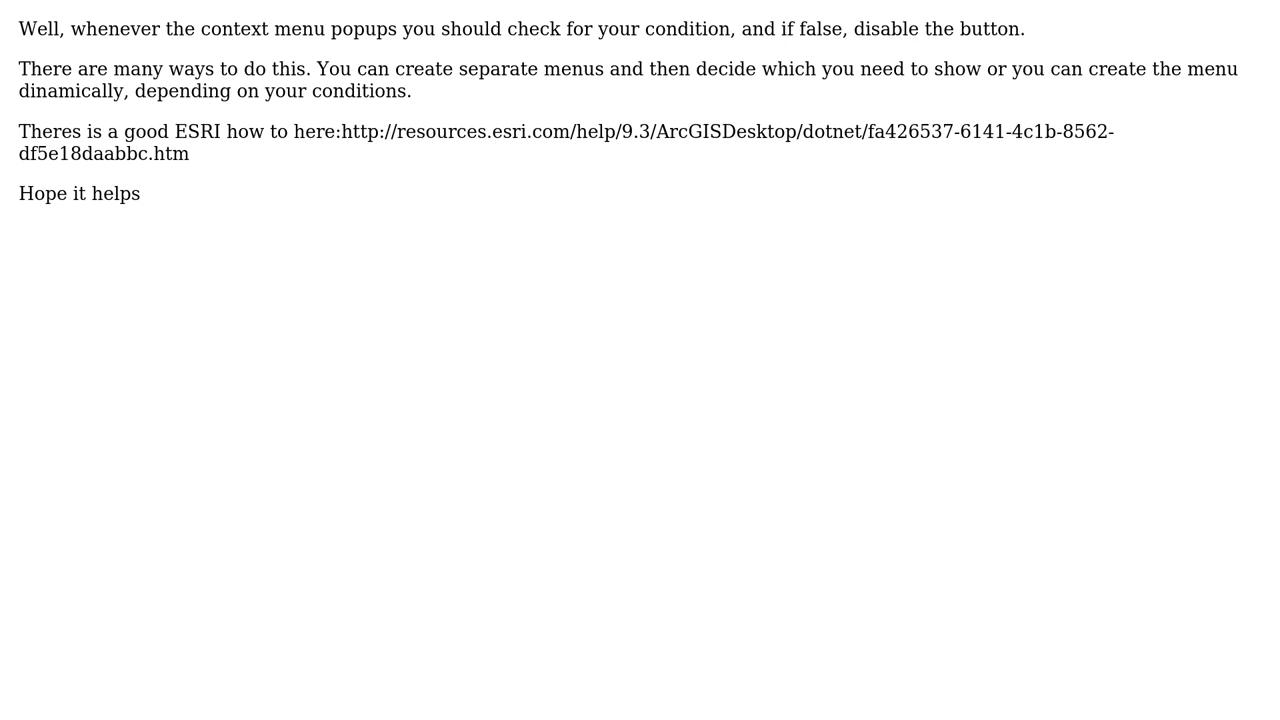 Well, whenever the context menu popups you should check for your condition, and if false, disable the button.
There are many ways to do this. You can create separate menus and then decide which you need to show or you can create the menu
dinamically, depending on your conditions.
Theres is a good ESRI how to here:http://resources.esri.com/help/9.3/ArcGISDesktop/dotnet/fa426537-6141-4c1b-8562-
df5e18daabbc.htm
Hope it helps